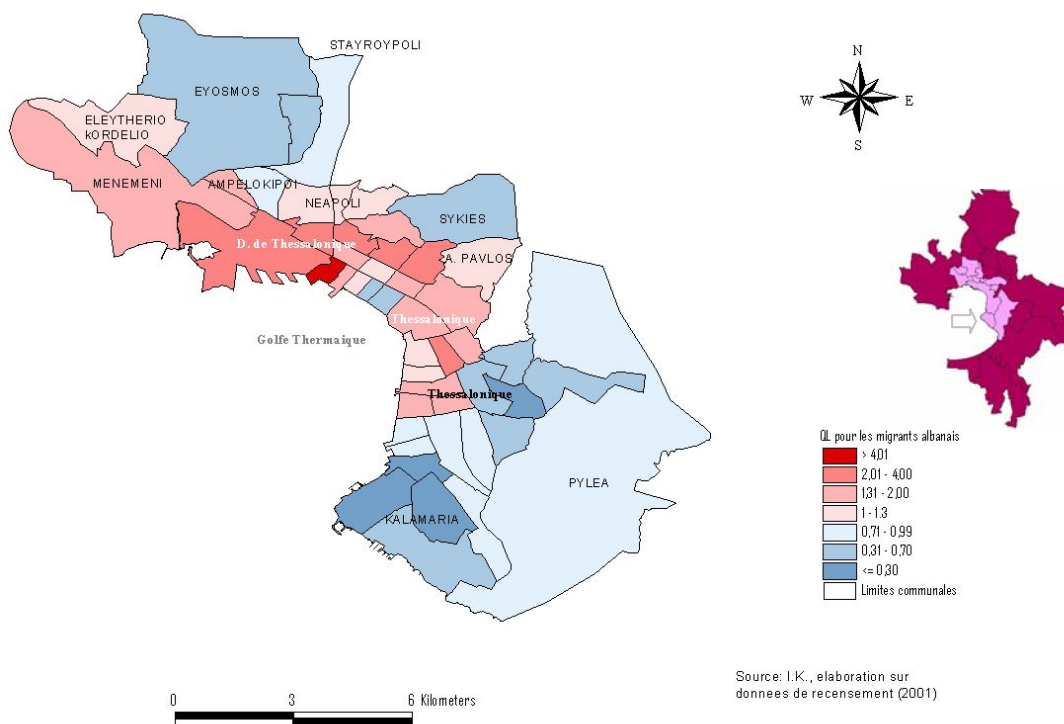 STAYROYPOLI
EYOSMOS
ELEYTHERIO
kORDELIO
MENEMENI
AMPELOKIPOI
NEAPOLI
SYKIES
D. de Thessalonique
A. PAVLOS
Thessalonique
Golfe Thermaique
Thessalonique
PYLEA
KALAMARIA
N
W
E
S
QL pour les migrants albanais
> 4,01
2,01 - 4,00
1,31 - 2,00
1 - 1.3
0,71 - 0,99
0,31 - 0,70
<= 0,30
Limites communales
0 3 6 Kilometers
Source: I.K., elaboration sur
donnees de recensement (2001)